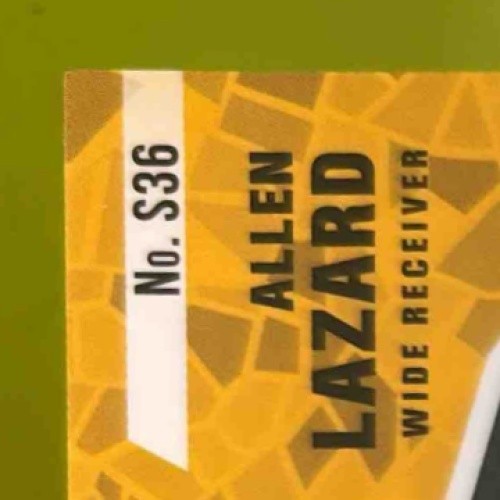 No. S36
ALLEN
LAZARD
WIDE RECEIVER